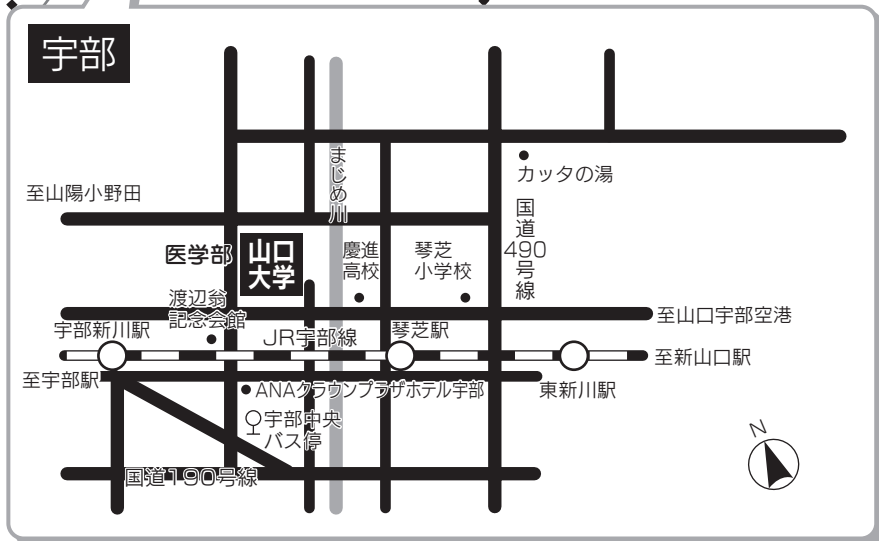 宇部
まじめ川
カッタの湯
至山陽小野田
国道
490
号線
医学部
山口
大学
慶進
高校
琴芝
小学校
渡辺翁
記念会館
至山口宇部空港
宇部新川駅
JR宇部線
琴芝駅
至新山口駅
至宇部駅
ANAクラウンプラザホテル宇部
東新川駅
宇部中央
バス停
N
国道190号線